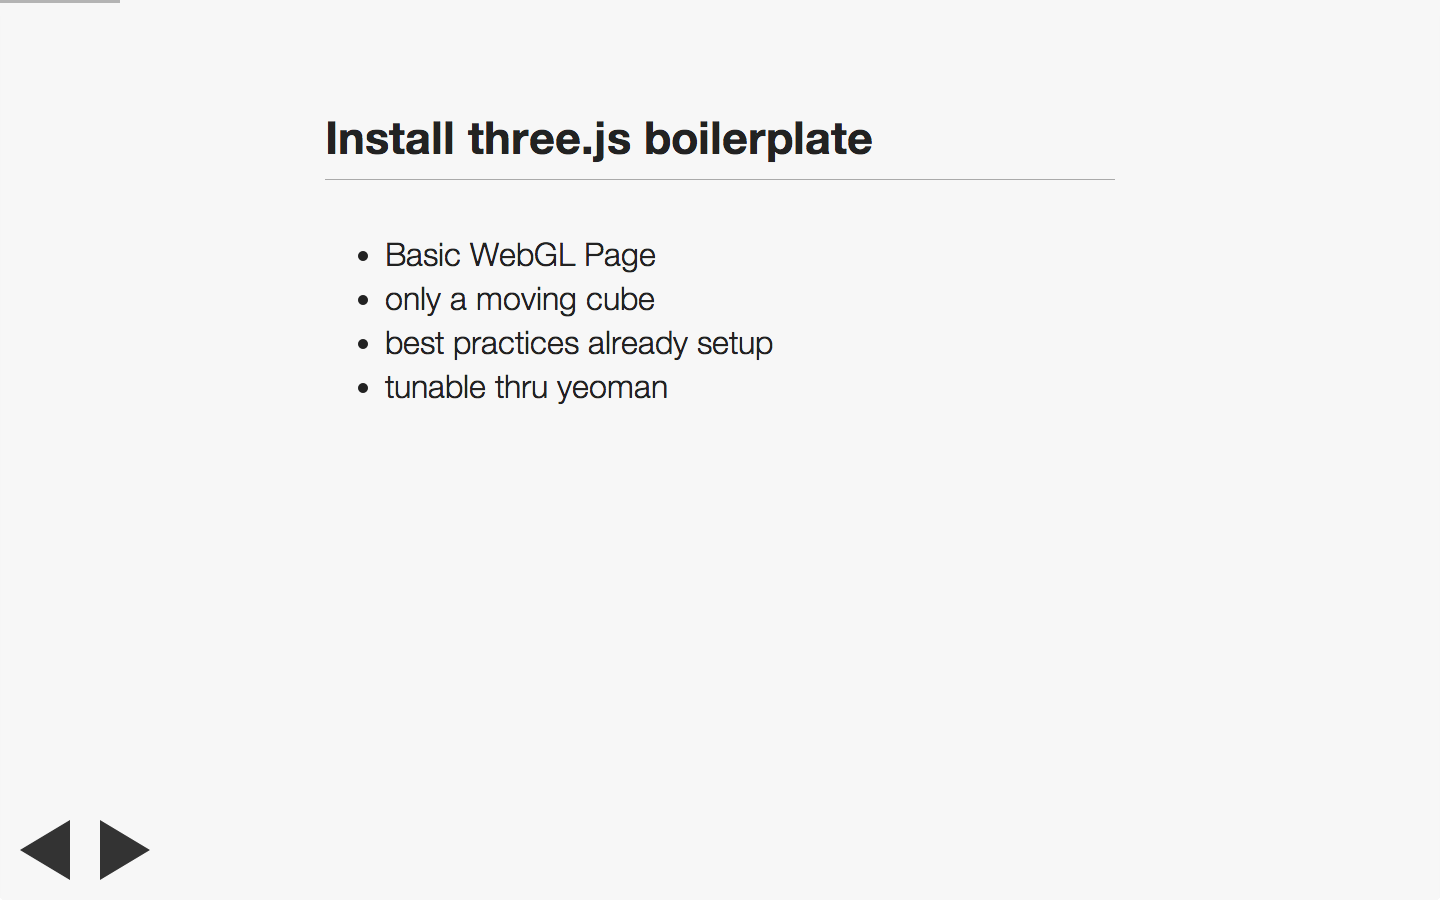 Install three.js boilerplate
Basic WebGL Page
only a moving cube
best practices already setup
tunable thru yeoman